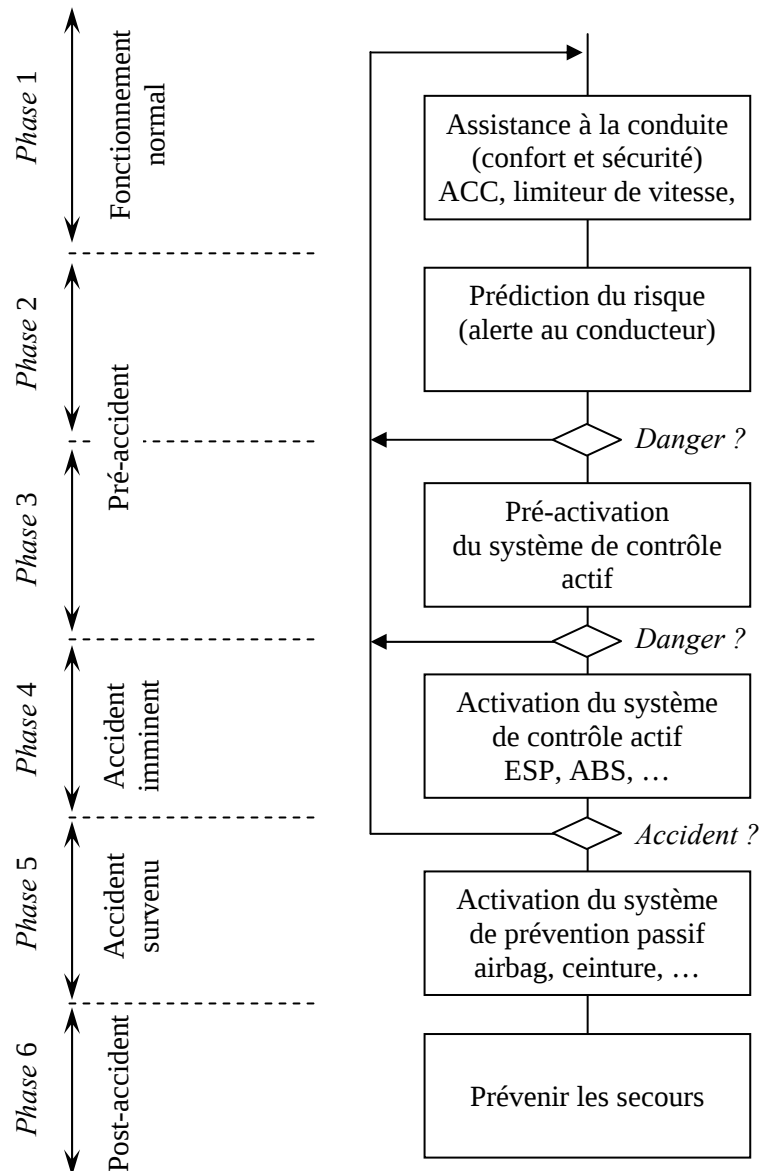 Phase 1
Fonctionnement
normal
Assistance à la conduite
(confort et sécurité)
ACC, limiteur de vitesse,
Phase 2
Prédiction du risque
(alerte au conducteur)
Pré-accident
Danger ?
Phase 3
Pré-activation
du système de contrôle
actif
Danger ?
Phase 4
Accident
imminent
Activation du système
de contrôle actif
ESP, ABS, …
Accident ?
Phase 5
Accident
survenu
Activation du système
de prévention passif
airbag, ceinture, …
Phase 6
Post-accident
Prévenir les secours